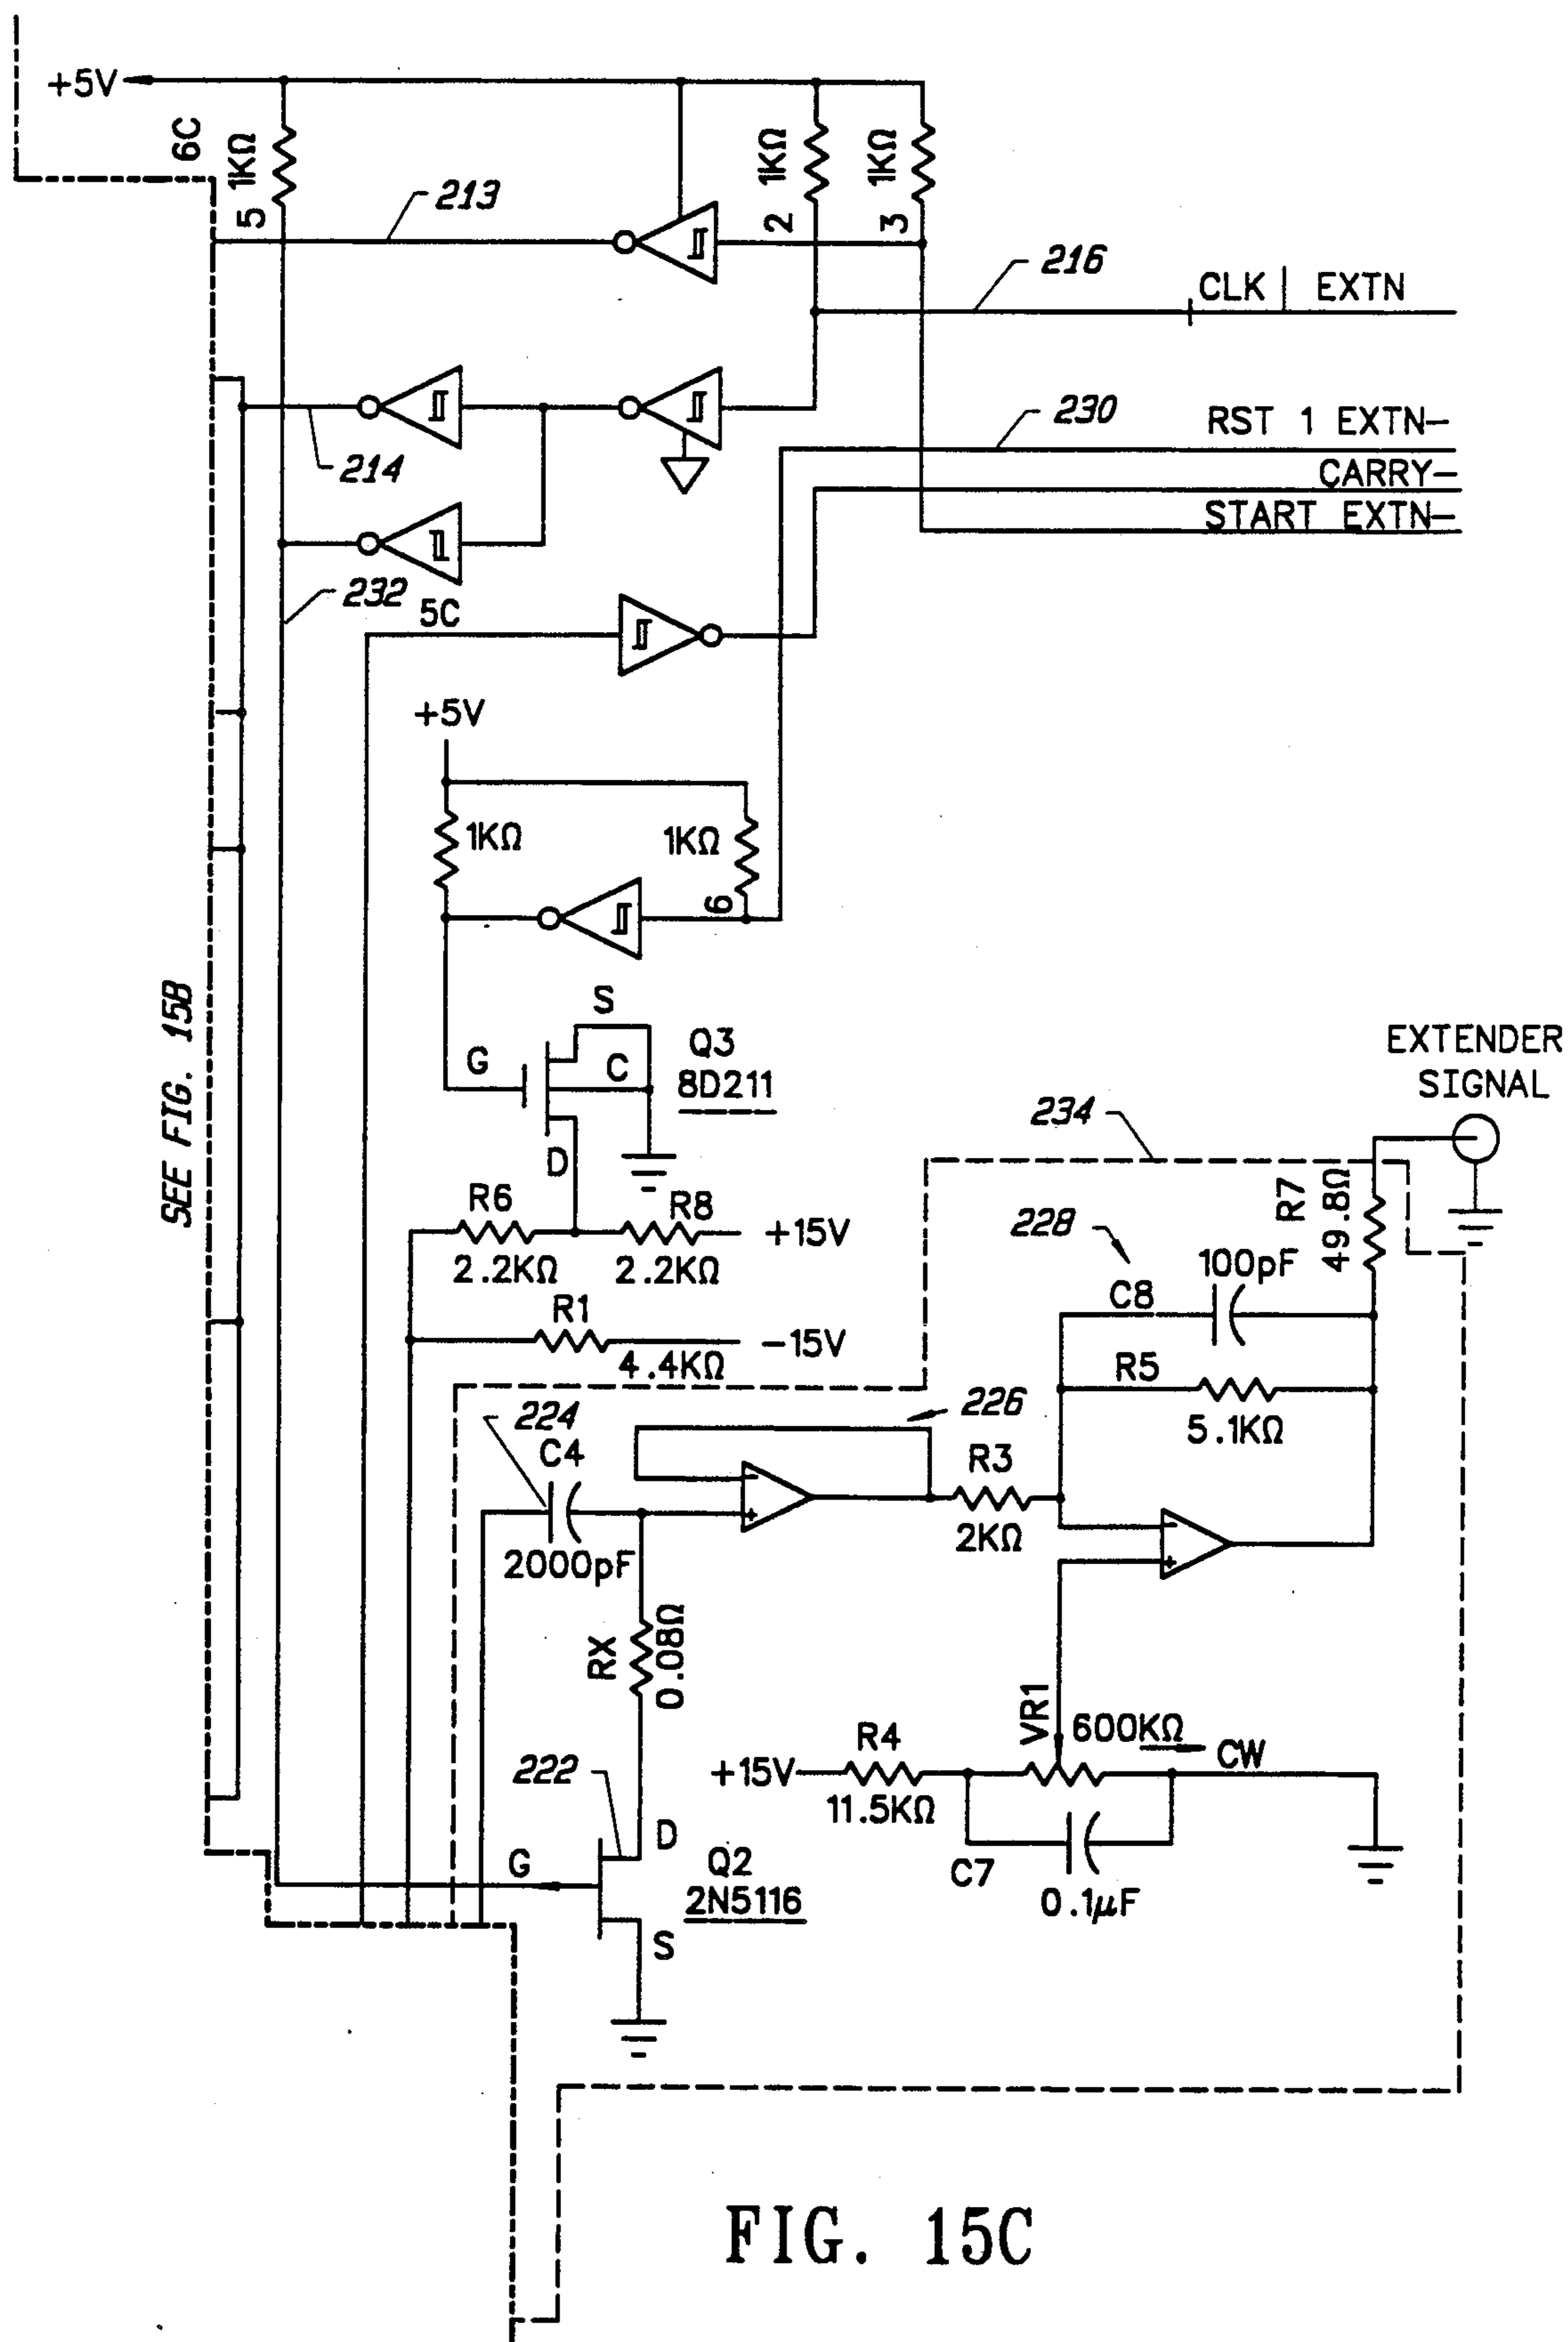 +5V
6C
1KΩ
5
213
1KΩ
2
1KΩ
3
216
CLK | EXTN
230
RST 1 EXTN-
CARRY-
START EXTN-
214
232
5C
+5V
1KΩ
1KΩ
6
SEE FIG. 15B
S
G
C
D
Q3
8D211
EXTENDER
SIGNAL
234
R6
2.2KΩ
R8
2.2KΩ
+15V
R1
4.4KΩ
-15V
228
100pF
C8
R7
49.8Ω
R5
5.1KΩ
224
C4
2000pF
226
-
+
R3
2KΩ
-
+
RX
0.08Ω
VR1
600KΩ
CW
+15V
R4
11.5KΩ
C7
0.1μF
222
D
G
S
Q2
2N5116
FIG. 15C